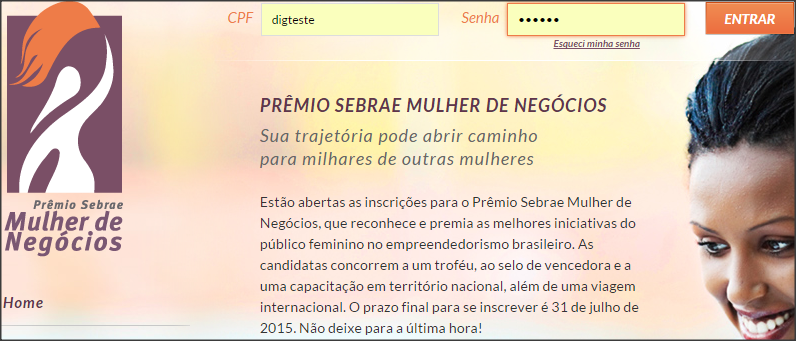 CPF digteste Senha •••••• ENTRAR
Esqueci minha senha
PRÊMIO SEBRAE MULHER DE NEGÓCIOS
Sua trajetória pode abrir caminho
para milhares de outras mulheres
Prêmio Sebrae
Mulher de
Negócios
Estão abertas as inscrições para o Prêmio Sebrae Mulher de
Negócios, que reconhece e premia as melhores iniciativas do
público feminino no empreendedorismo brasileiro. As
candidatas concorrem a um troféu, ao selo de vencedora e a
uma capacitação em território nacional, além de uma viagem
internacional. O prazo final para se inscrever é 31 de julho de
2015. Não deixe para a última hora!
Home